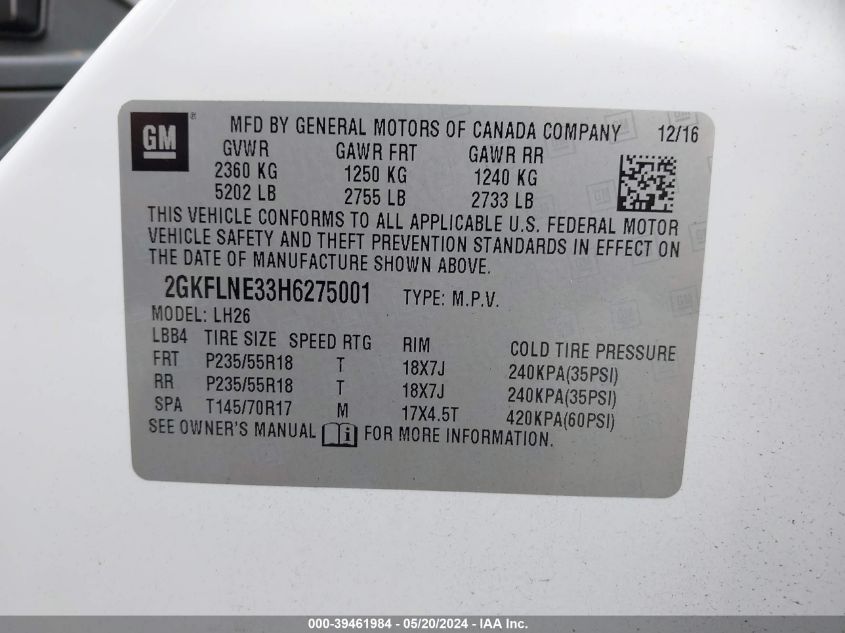 GM ® MFD BY GENERAL MOTORS OF CANADA COMPANY 12/16
GVWR GAWR FRT GAWR RR
2360 KG 1250 KG 1240 KG
5202 LB 2755 LB 2733 LB
THIS VEHICLE CONFORMS TO ALL APPLICABLE U.S. FEDERAL MOTOR
VEHICLE SAFETY AND THEFT PREVENTION STANDARDS IN EFFECT ON
THE DATE OF MANUFACTURE SHOWN ABOVE.
2GKFLNE33H6275001 TYPE: M.P.V.
MODEL: LH26
LBB4 TIRE SIZE SPEED RTG RIM COLD TIRE PRESSURE
FRT P235/55R18 T 18X7J 240KPA(35PSI)
RR P235/55R18 T 18X7J 240KPA(35PSI)
SPA T145/70R17 M 17X4.5T 420KPA(60PSI)
SEE OWNER'S MANUAL i FOR MORE INFORMATION.
000-39461984 - 05/20/2024 - IAA Inc.